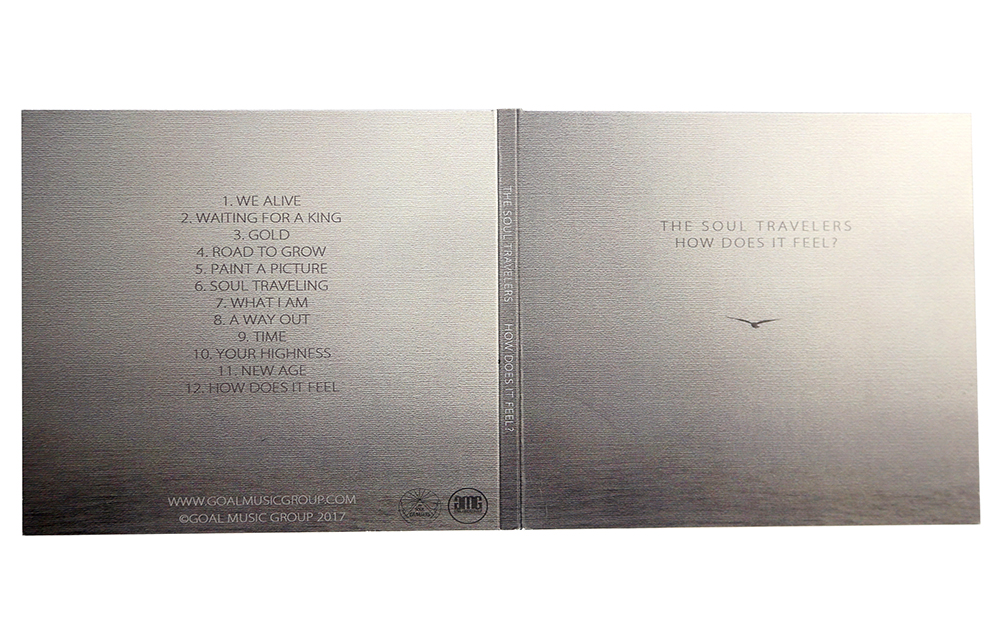 1. WE ALIVE
2. WAITING FOR A KING
3. GOLD
4. ROAD TO GROW
5. PAINT A PICTURE
6. SOUL TRAVELING
7. WHAT I AM
8. A WAY OUT
9. TIME
10. YOUR HIGHNESS
11. NEW AGE
12. HOW DOES IT FEEL
WWW.GOALMUSICGROUP.COM
©GOAL MUSIC GROUP 2017
THE SOUL TRAVELERS HOW DOES IT FEEL?
THE SOUL TRAVELERS
HOW DOES IT FEEL?